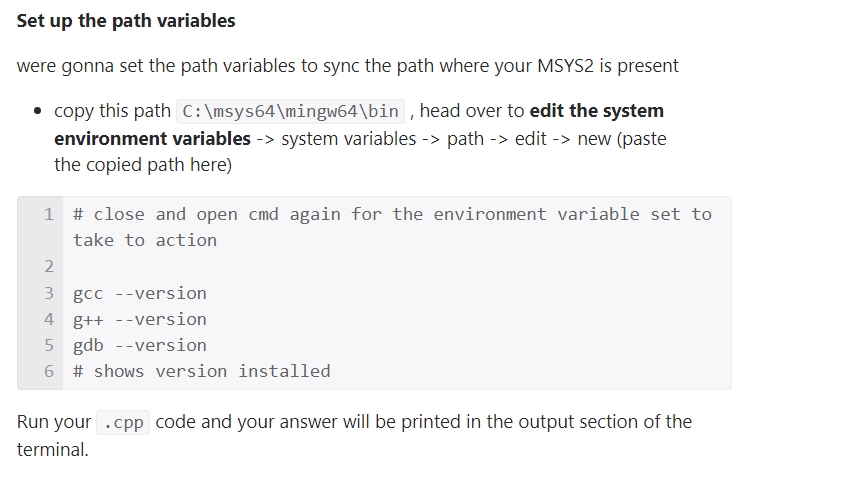 Set up the path variables
were gonna set the path variables to sync the path where your MSYS2 is present
• copy this path C:\msys64\mingw64\bin , head over to edit the system
environment variables -> system variables -> path -> edit -> new (paste
the copied path here)
1 # close and open cmd again for the environment variable set to
take to action
2
3 gcc --version
4 g++ --version
5 gdb --version
6 # shows version installed
Run your .cpp code and your answer will be printed in the output section of the
terminal.